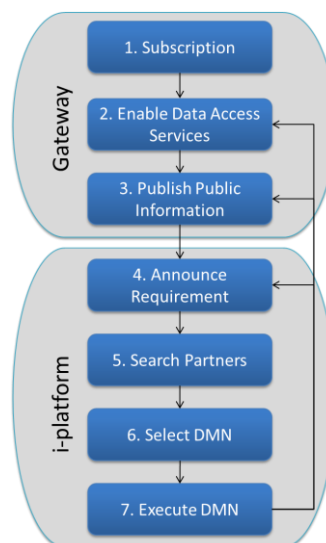 Gateway
1. Subscription
2. Enable Data Access
Services
3. Publish Public
Information
i-platform
4. Announce
Requirement
5. Search Partners
6. Select DMN
7. Execute DMN